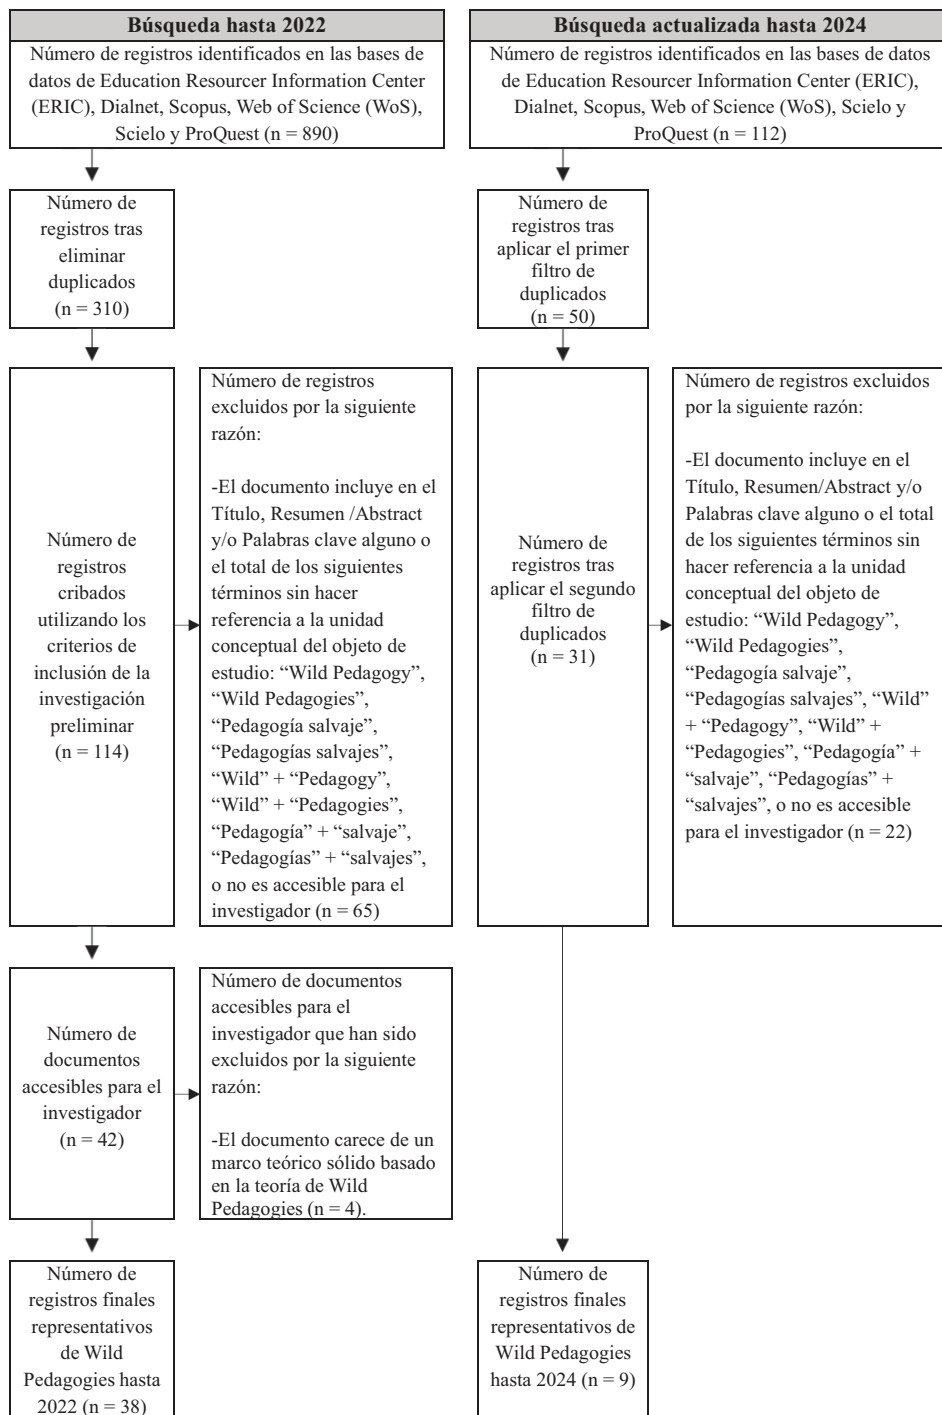 Búsqueda hasta 2022
Número de registros identificados en las bases de
datos de Education Resourcer Information Center
(ERIC), Dialnet, Scopus, Web of Science (WoS),
Scielo y ProQuest (n = 890)
Número de
registros tras
eliminar
duplicados
(n = 310)
Número de
registros
cribados
utilizando los
criterios de
inclusión de la
investigación
preliminar
(n = 114)
Número de registros
excluidos por la siguiente
razón:
-El documento incluye en el
Título, Resumen /Abstract
y/o Palabras clave alguno o
el total de los siguientes
términos sin hacer
referencia a la unidad
conceptual del objeto de
estudio: “Wild Pedagogy”,
“Wild Pedagogies”,
“Pedagogía salvaje”,
“Pedagogías salvajes”,
“Wild” + “Pedagogy”,
“Wild” + “Pedagogies”,
“Pedagogía” + “salvaje”,
“Pedagogías” + “salvajes”,
o no es accesible para el
investigador (n = 65)
Número de
documentos
accesibles para el
investigador
(n = 42)
Número de documentos
accesibles para el
investigador que han sido
excluidos por la siguiente
razón:
-El documento carece de un
marco teórico sólido basado
en la teoría de Wild
Pedagogies (n = 4).
Número de
registros finales
representativos
de Wild
Pedagogies hasta
2022 (n = 38)
Búsqueda actualizada hasta 2024
Número de registros identificados en las bases de datos
de Education Resourcer Information Center (ERIC),
Dialnet, Scopus, Web of Science (WoS), Scielo y
ProQuest (n = 112)
Número de
registros tras
aplicar el primer
filtro de
duplicados
(n = 50)
Número de
registros tras
aplicar el segundo
filtro de
duplicados
(n = 31)
Número de registros excluidos
por la siguiente razón:
-El documento incluye en el
Título, Resumen/Abstract y/o
Palabras clave alguno o el total
de los siguientes términos sin
hacer referencia a la unidad
conceptual del objeto de
estudio: “Wild Pedagogy”,
“Wild Pedagogies”,
“Pedagogía salvaje”,
“Pedagogías salvajes”, “Wild”
+ “Pedagogy”, “Wild” +
“Pedagogies”, “Pedagogía” +
“salvaje”, “Pedagogías” +
“salvajes”, o no es accesible
para el investigador (n = 22)
Número de
registros finales
representativos de
Wild Pedagogies
hasta 2024 (n = 9)